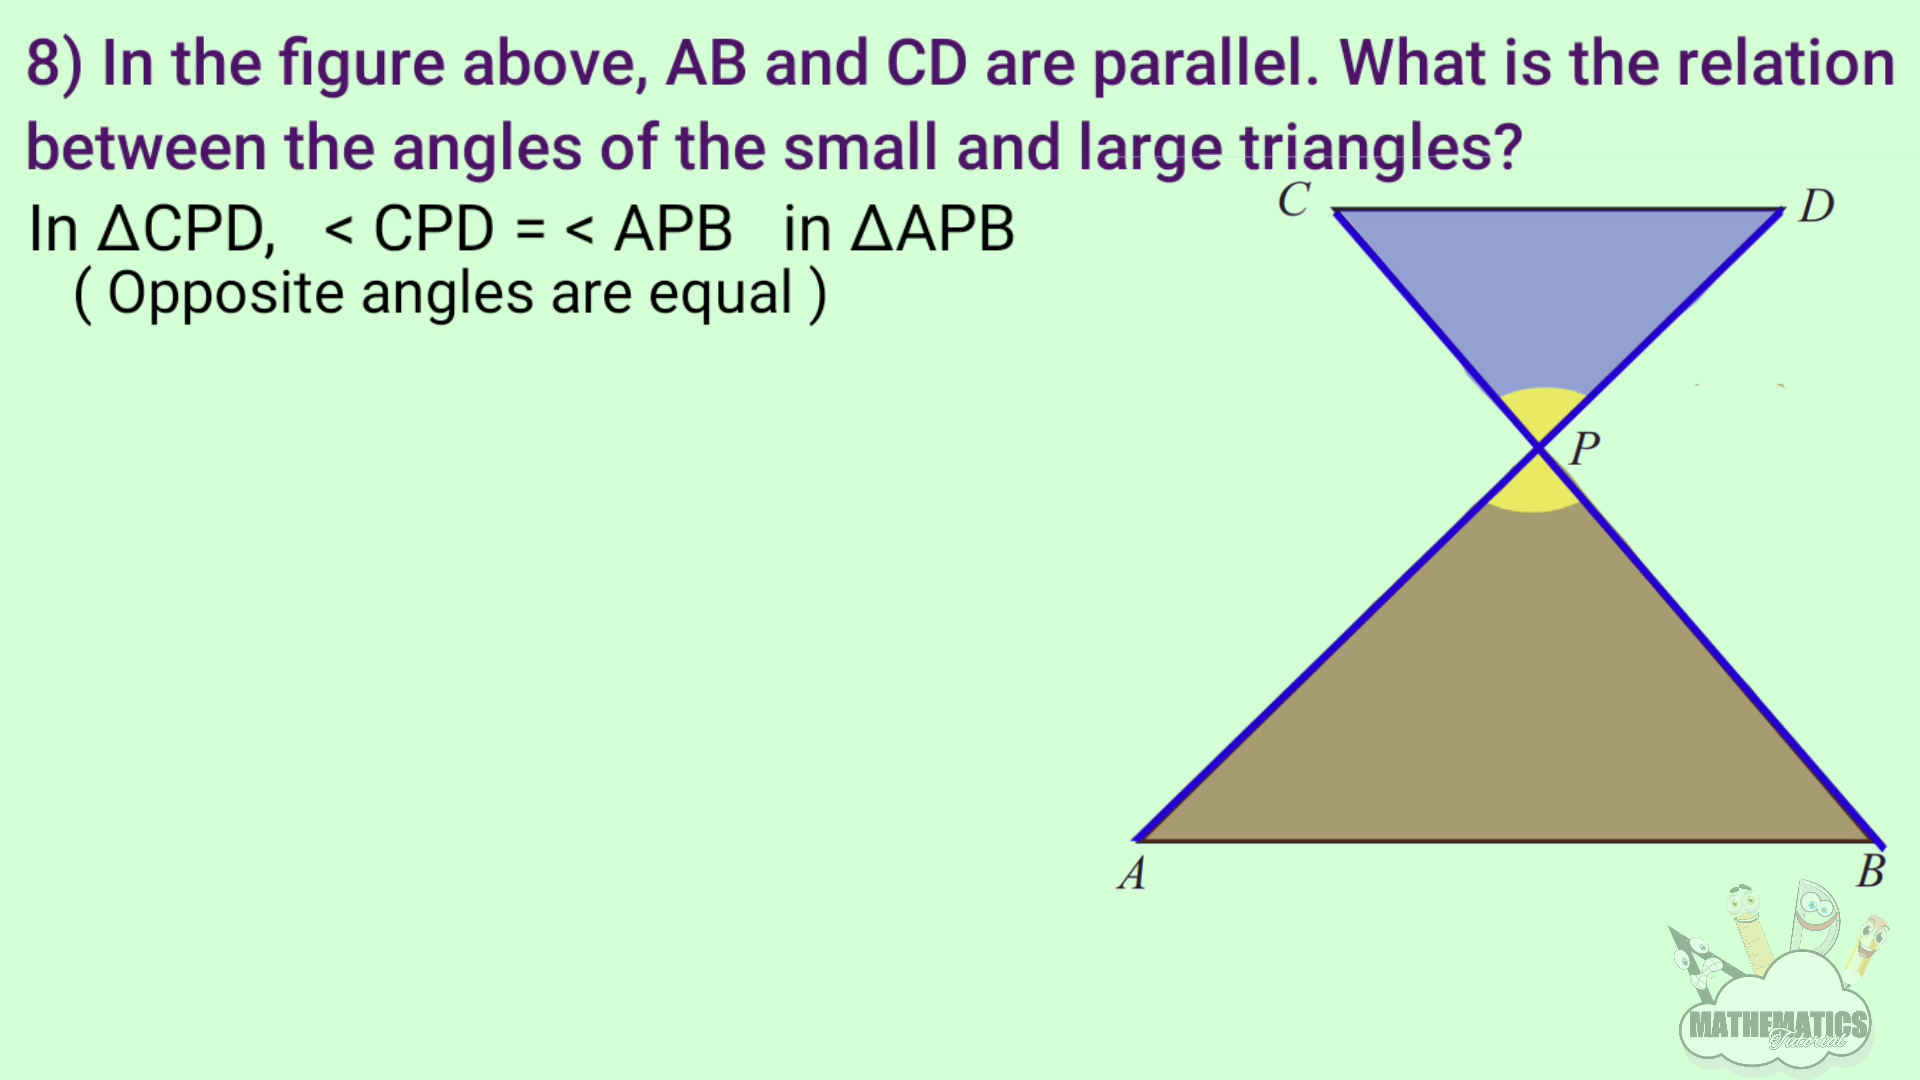 8) In the figure above, AB and CD are parallel. What is the relation
between the angles of the small and large triangles?
In ΔCPD, < CPD = < APB in ΔAPB
( Opposite angles are equal )
C
D
P
A
B
MATHEMATICS
Tutorial